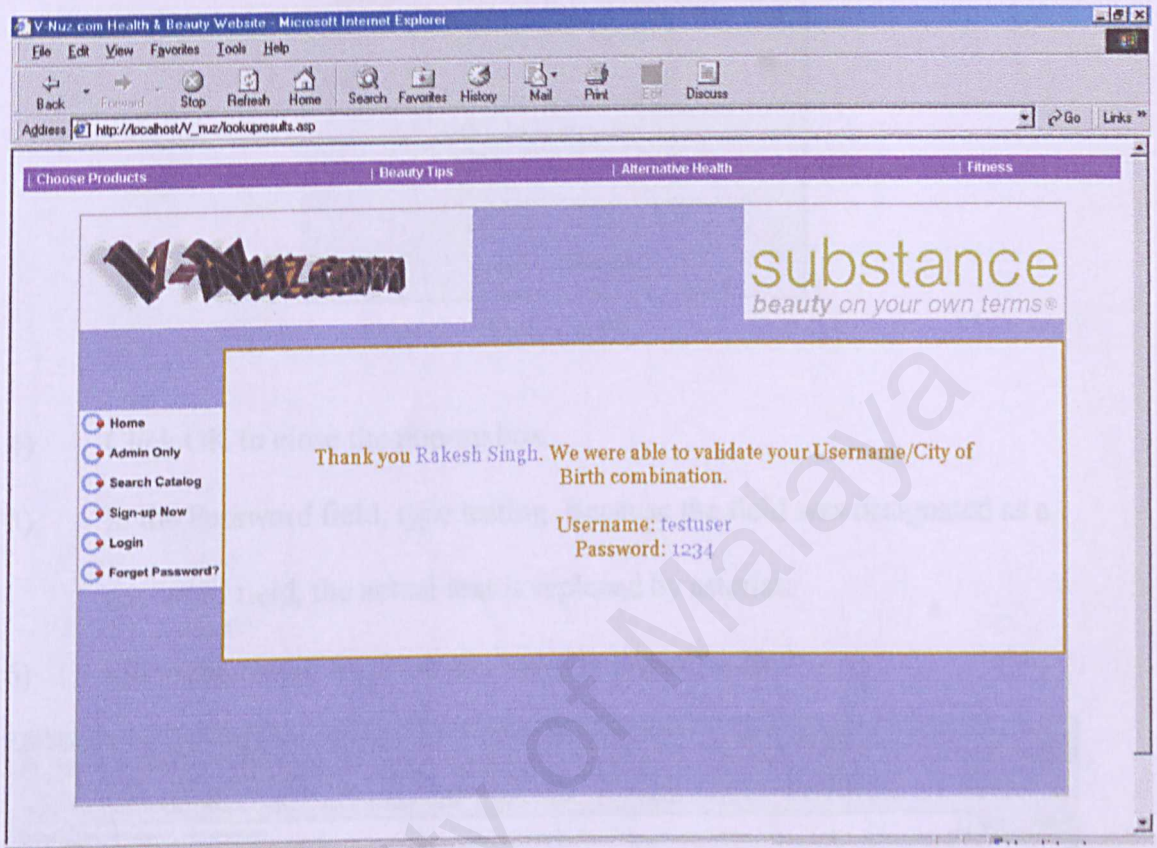 V-Nuz.com Health & Beauty Website - Microsoft Internet Explorer
File Edit View Favorites Tools Help
Back Forward Stop Refresh Home Search Favorites History Mail Print Edit Discuss
Address http://localhost/V_nuz/lookupresults.asp Go Links »
| Choose Products | Beauty Tips | Alternative Health | Fitness
V-Nuz.com
substance
beauty on your own terms®
Home
Admin Only
Search Catalog
Sign-up Now
Login
Forget Password?
Thank you Rakesh Singh. We were able to validate your Username/City of
Birth combination.
Username: testuser
Password: 1234
of Malaya